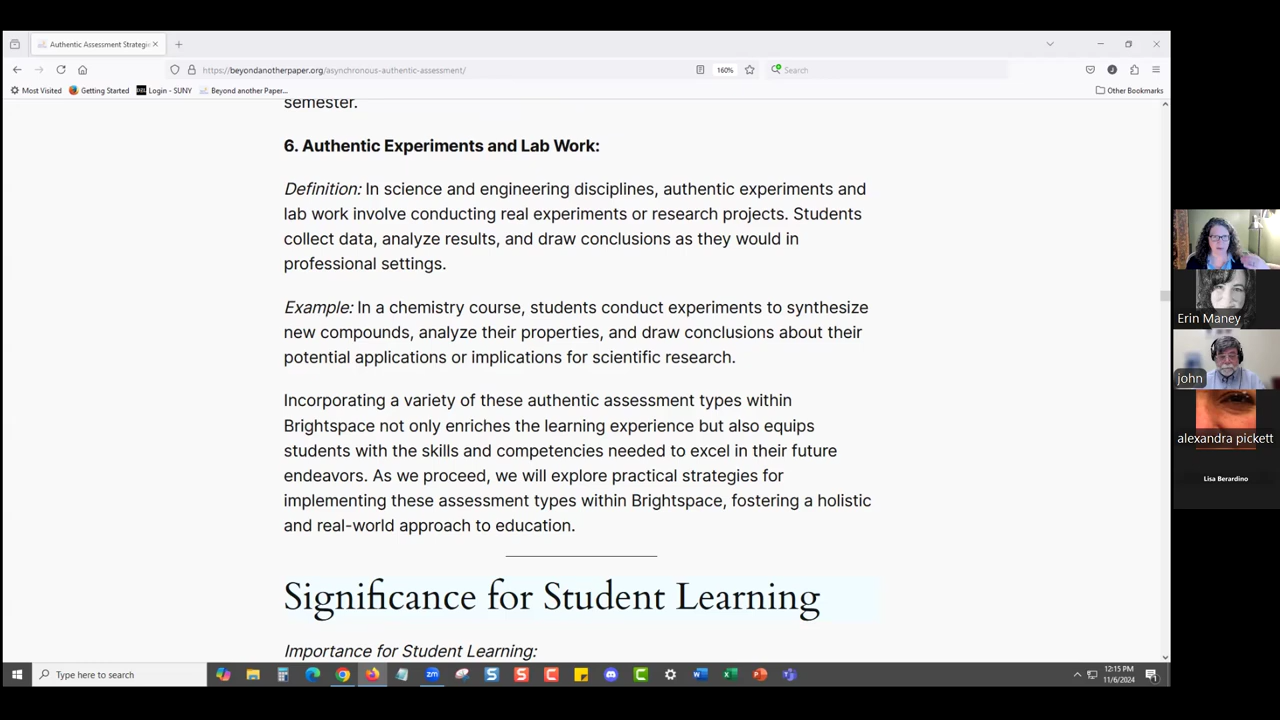 Authentic Assessment Strategi
https://beyondanotherpaper.org/asynchronous-authentic-assessment/
160%
Search
Most Visited
Getting Started
Login - SUNY
Beyond another Paper...
Other Bookmarks
semester.
6. Authentic Experiments and Lab Work:
Definition: In science and engineering disciplines, authentic experiments and
lab work involve conducting real experiments or research projects. Students
collect data, analyze results, and draw conclusions as they would in
professional settings.
Example: In a chemistry course, students conduct experiments to synthesize
new compounds, analyze their properties, and draw conclusions about their
potential applications or implications for scientific research.
Incorporating a variety of these authentic assessment types within
Brightspace not only enriches the learning experience but also equips
students with the skills and competencies needed to excel in their future
endeavors. As we proceed, we will explore practical strategies for
implementing these assessment types within Brightspace, fostering a holistic
and real-world approach to education.
Significance for Student Learning
Importance for Student Learning:
Erin Maney
john
alexandra pickett
Lisa Berardino
Type here to search
12:15 PM
11/6/2024